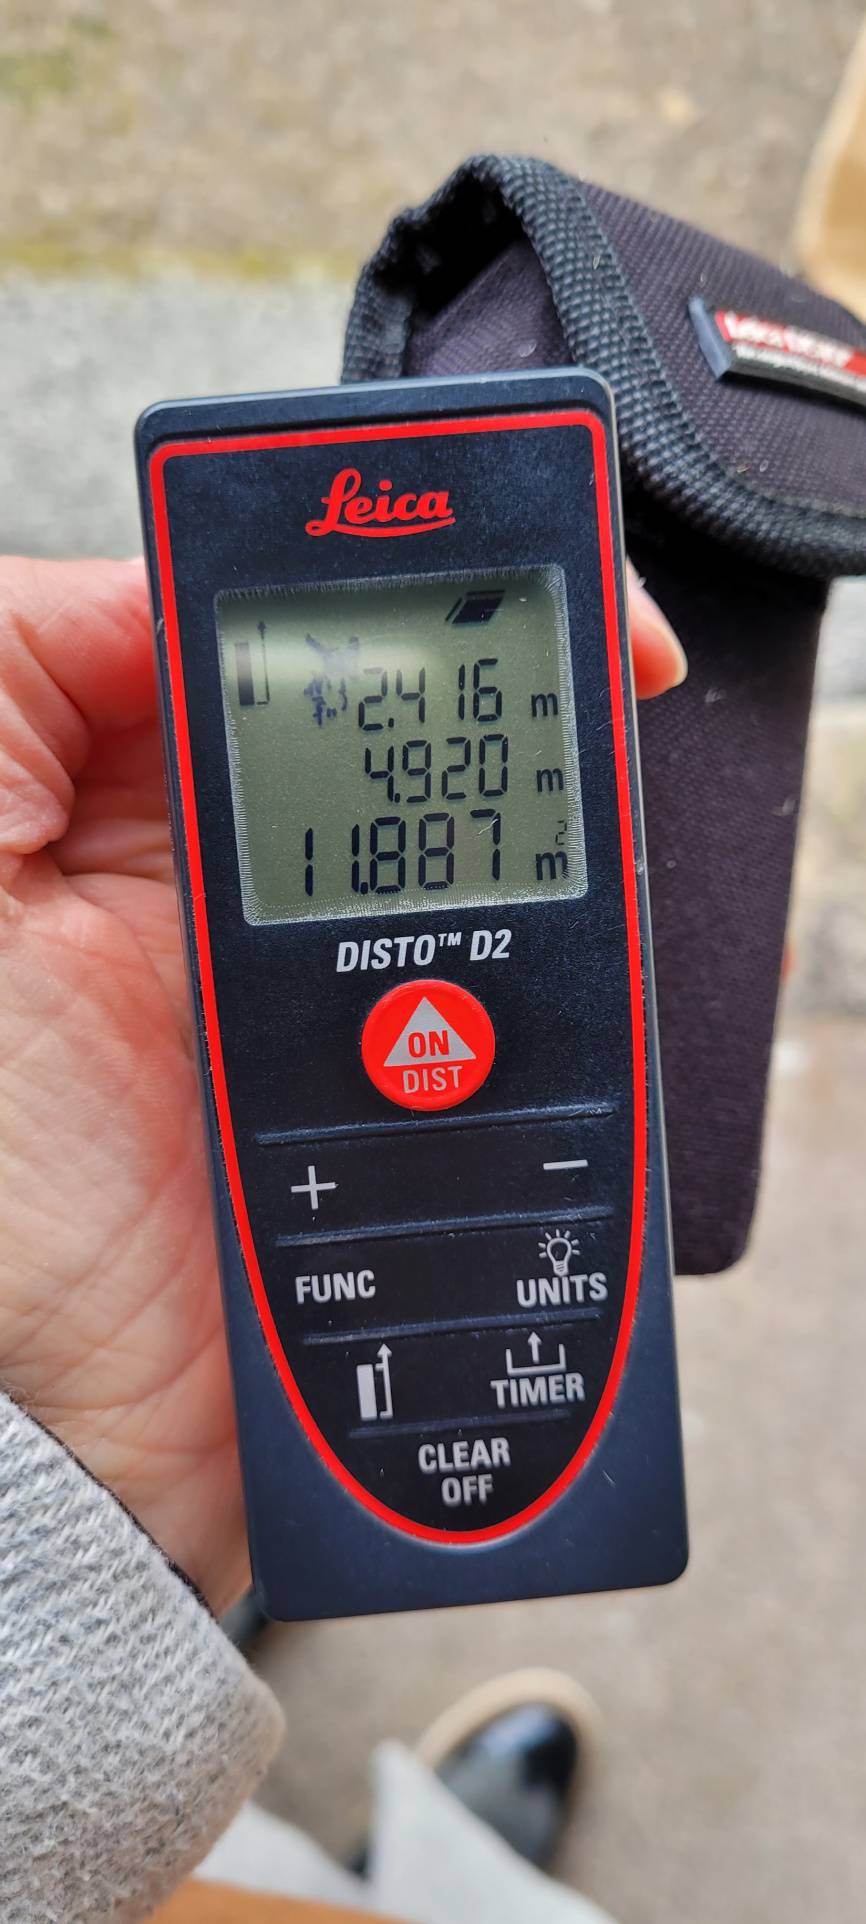 Leica
2.416 m
4.920 m
11.887 m²
DISTO™ D2
ON
DIST
+ −
FUNC UNITS
TIMER
CLEAR
OFF